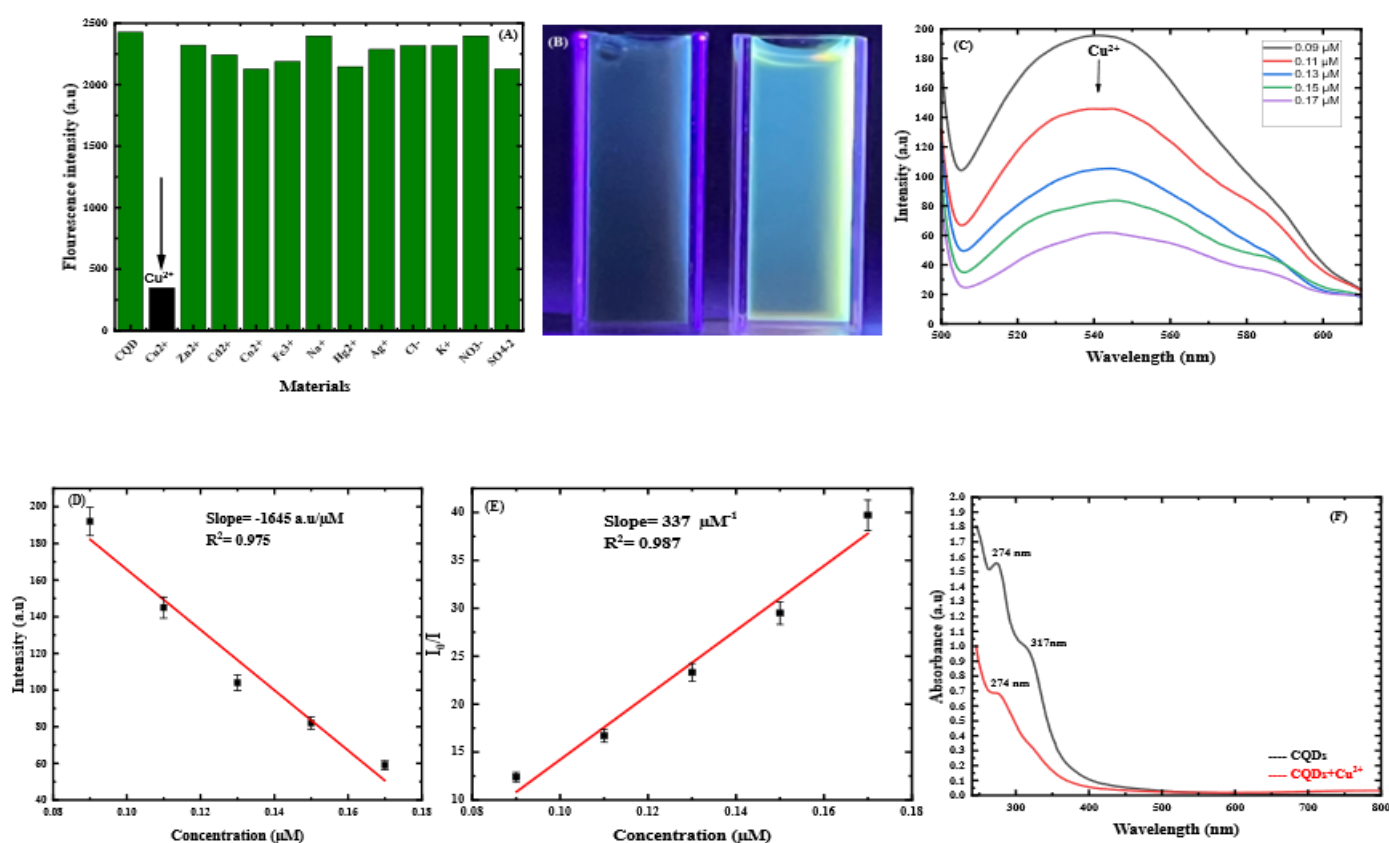 (A)
Flourescence intensity (a.u)
2500
2000
1500
1000
500
0
Cu²⁺
CQD
Cu2+
Zn2+
Cd2+
Co2+
Fe3+
Na+
Hg2+
Ag+
Cl-
K+
NO3-
SO4-2
Materials
(B)
(C)
Intensity (a.u)
200
180
160
140
120
100
80
60
40
20
0
Cu²⁺
0.09 µM
0.11 µM
0.13 µM
0.15 µM
0.17 µM
500
520
540
560
580
600
Wavelength (nm)
(D)
Intensity (a.u)
200
180
160
140
120
100
80
60
40
Slope= -1645 a.u/µM
R²= 0.975
0.08
0.10
0.12
0.14
0.16
0.18
Concentration (µM)
(E)
I₀/I
40
35
30
25
20
15
10
Slope= 337 µM⁻¹
R²= 0.987
0.08
0.10
0.12
0.14
0.16
0.18
Concentration (µM)
(F)
Absorbance (a.u)
2.0
1.9
1.8
1.7
1.6
1.5
1.4
1.3
1.2
1.1
1.0
0.9
0.8
0.7
0.6
0.5
0.4
0.3
0.2
0.1
0.0
274 nm
317nm
274 nm
CQDs
CQDs+Cu²⁺
300
400
500
600
700
800
Wavelength (nm)